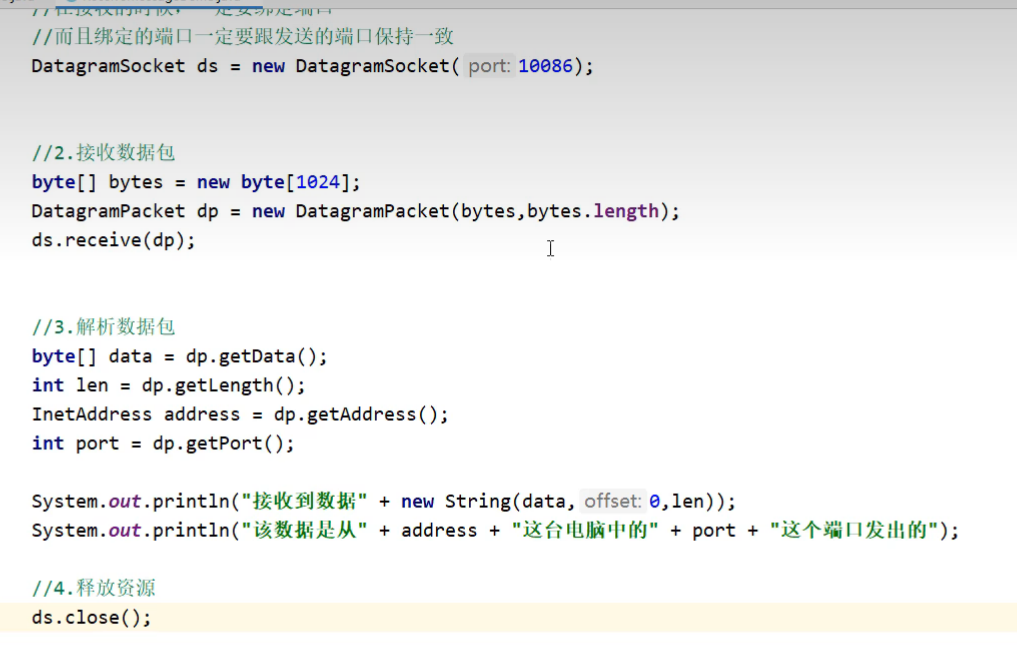 //在接收的时候，一定要绑定端口
//而且绑定的端口一定要跟发送的端口保持一致
DatagramSocket ds = new DatagramSocket( port: 10086);
//2.接收数据包
byte[] bytes = new byte[1024];
DatagramPacket dp = new DatagramPacket(bytes,bytes.length);
ds.receive(dp);
//3.解析数据包
byte[] data = dp.getData();
int len = dp.getLength();
InetAddress address = dp.getAddress();
int port = dp.getPort();
System.out.println("接收到数据" + new String(data, offset: 0,len));
System.out.println("该数据是从" + address + "这台电脑中的" + port + "这个端口发出的");
//4.释放资源
ds.close();